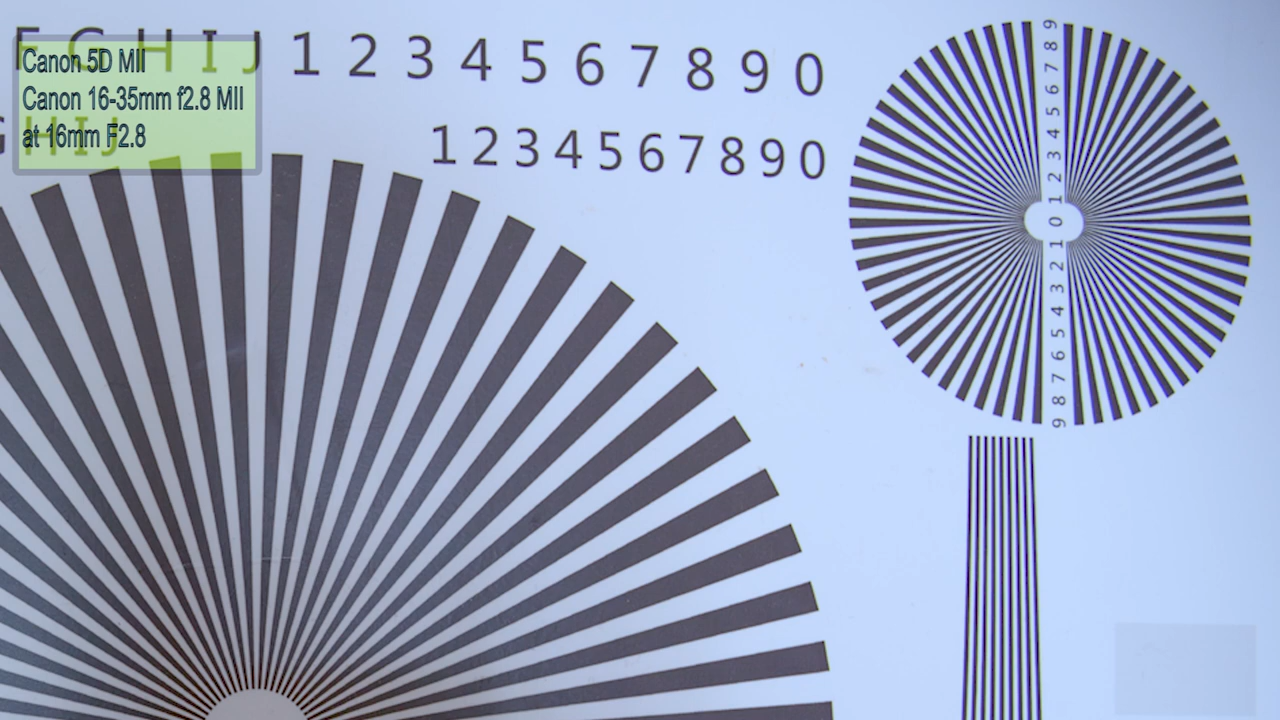 F G H I J 1 2 3 4 5 6 7 8 9 0
Canon 5D MII
Canon 16-35mm f2.8 MII
at 16mm F2.8
G H I J 1 2 3 4 5 6 7 8 9 0
9 8 7 6 5 4 3 2 1 0 1 2 3 4 5 6 7 8 9